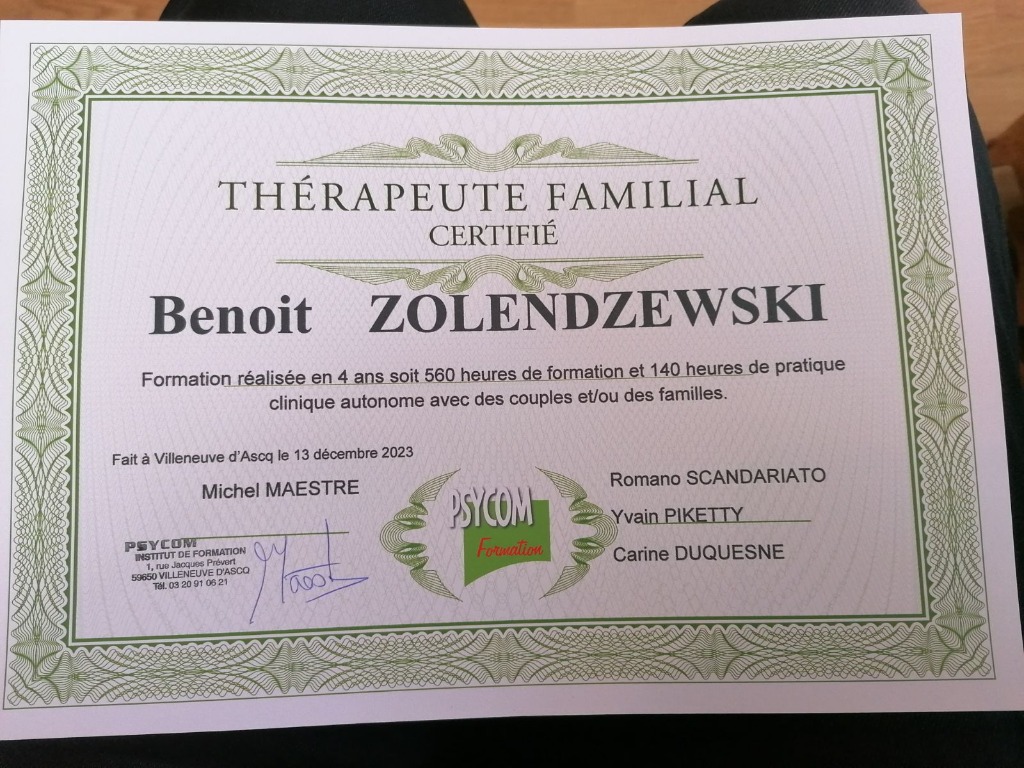 THÉRAPEUTE FAMILIAL
CERTIFIÉ
Benoit ZOLENDZEWSKI
Formation réalisée en 4 ans soit 560 heures de formation et 140 heures de pratique
clinique autonome avec des couples et/ou des familles.
Fait à Villeneuve d'Ascq le 13 décembre 2023
Michel MAESTRE
PSYCOM
INSTITUT DE FORMATION
1, rue Jacques Prévert
59650 VILLENEUVE D'ASCQ
Tél. 03 20 91 06 21
PSYCOM
Formation
Romano SCANDARIATO
Yvain PIKETTY
Carine DUQUESNE